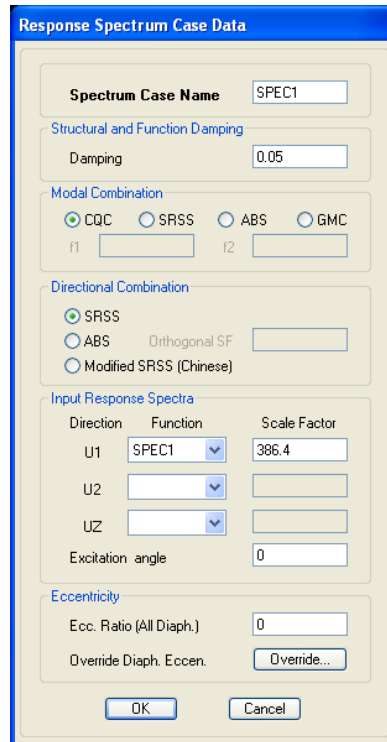 Response Spectrum Case Data
Spectrum Case Name SPEC1
Structural and Function Damping
Damping 0.05
Modal Combination
CQC SRSS ABS GMC
f1 f2
Directional Combination
SRSS
ABS Orthogonal SF
Modified SRSS (Chinese)
Input Response Spectra
Direction Function Scale Factor
U1 SPEC1 386.4
U2
UZ
Excitation angle 0
Eccentricity
Ecc. Ratio (All Diaph.) 0
Override Diaph. Eccen. Override...
OK Cancel